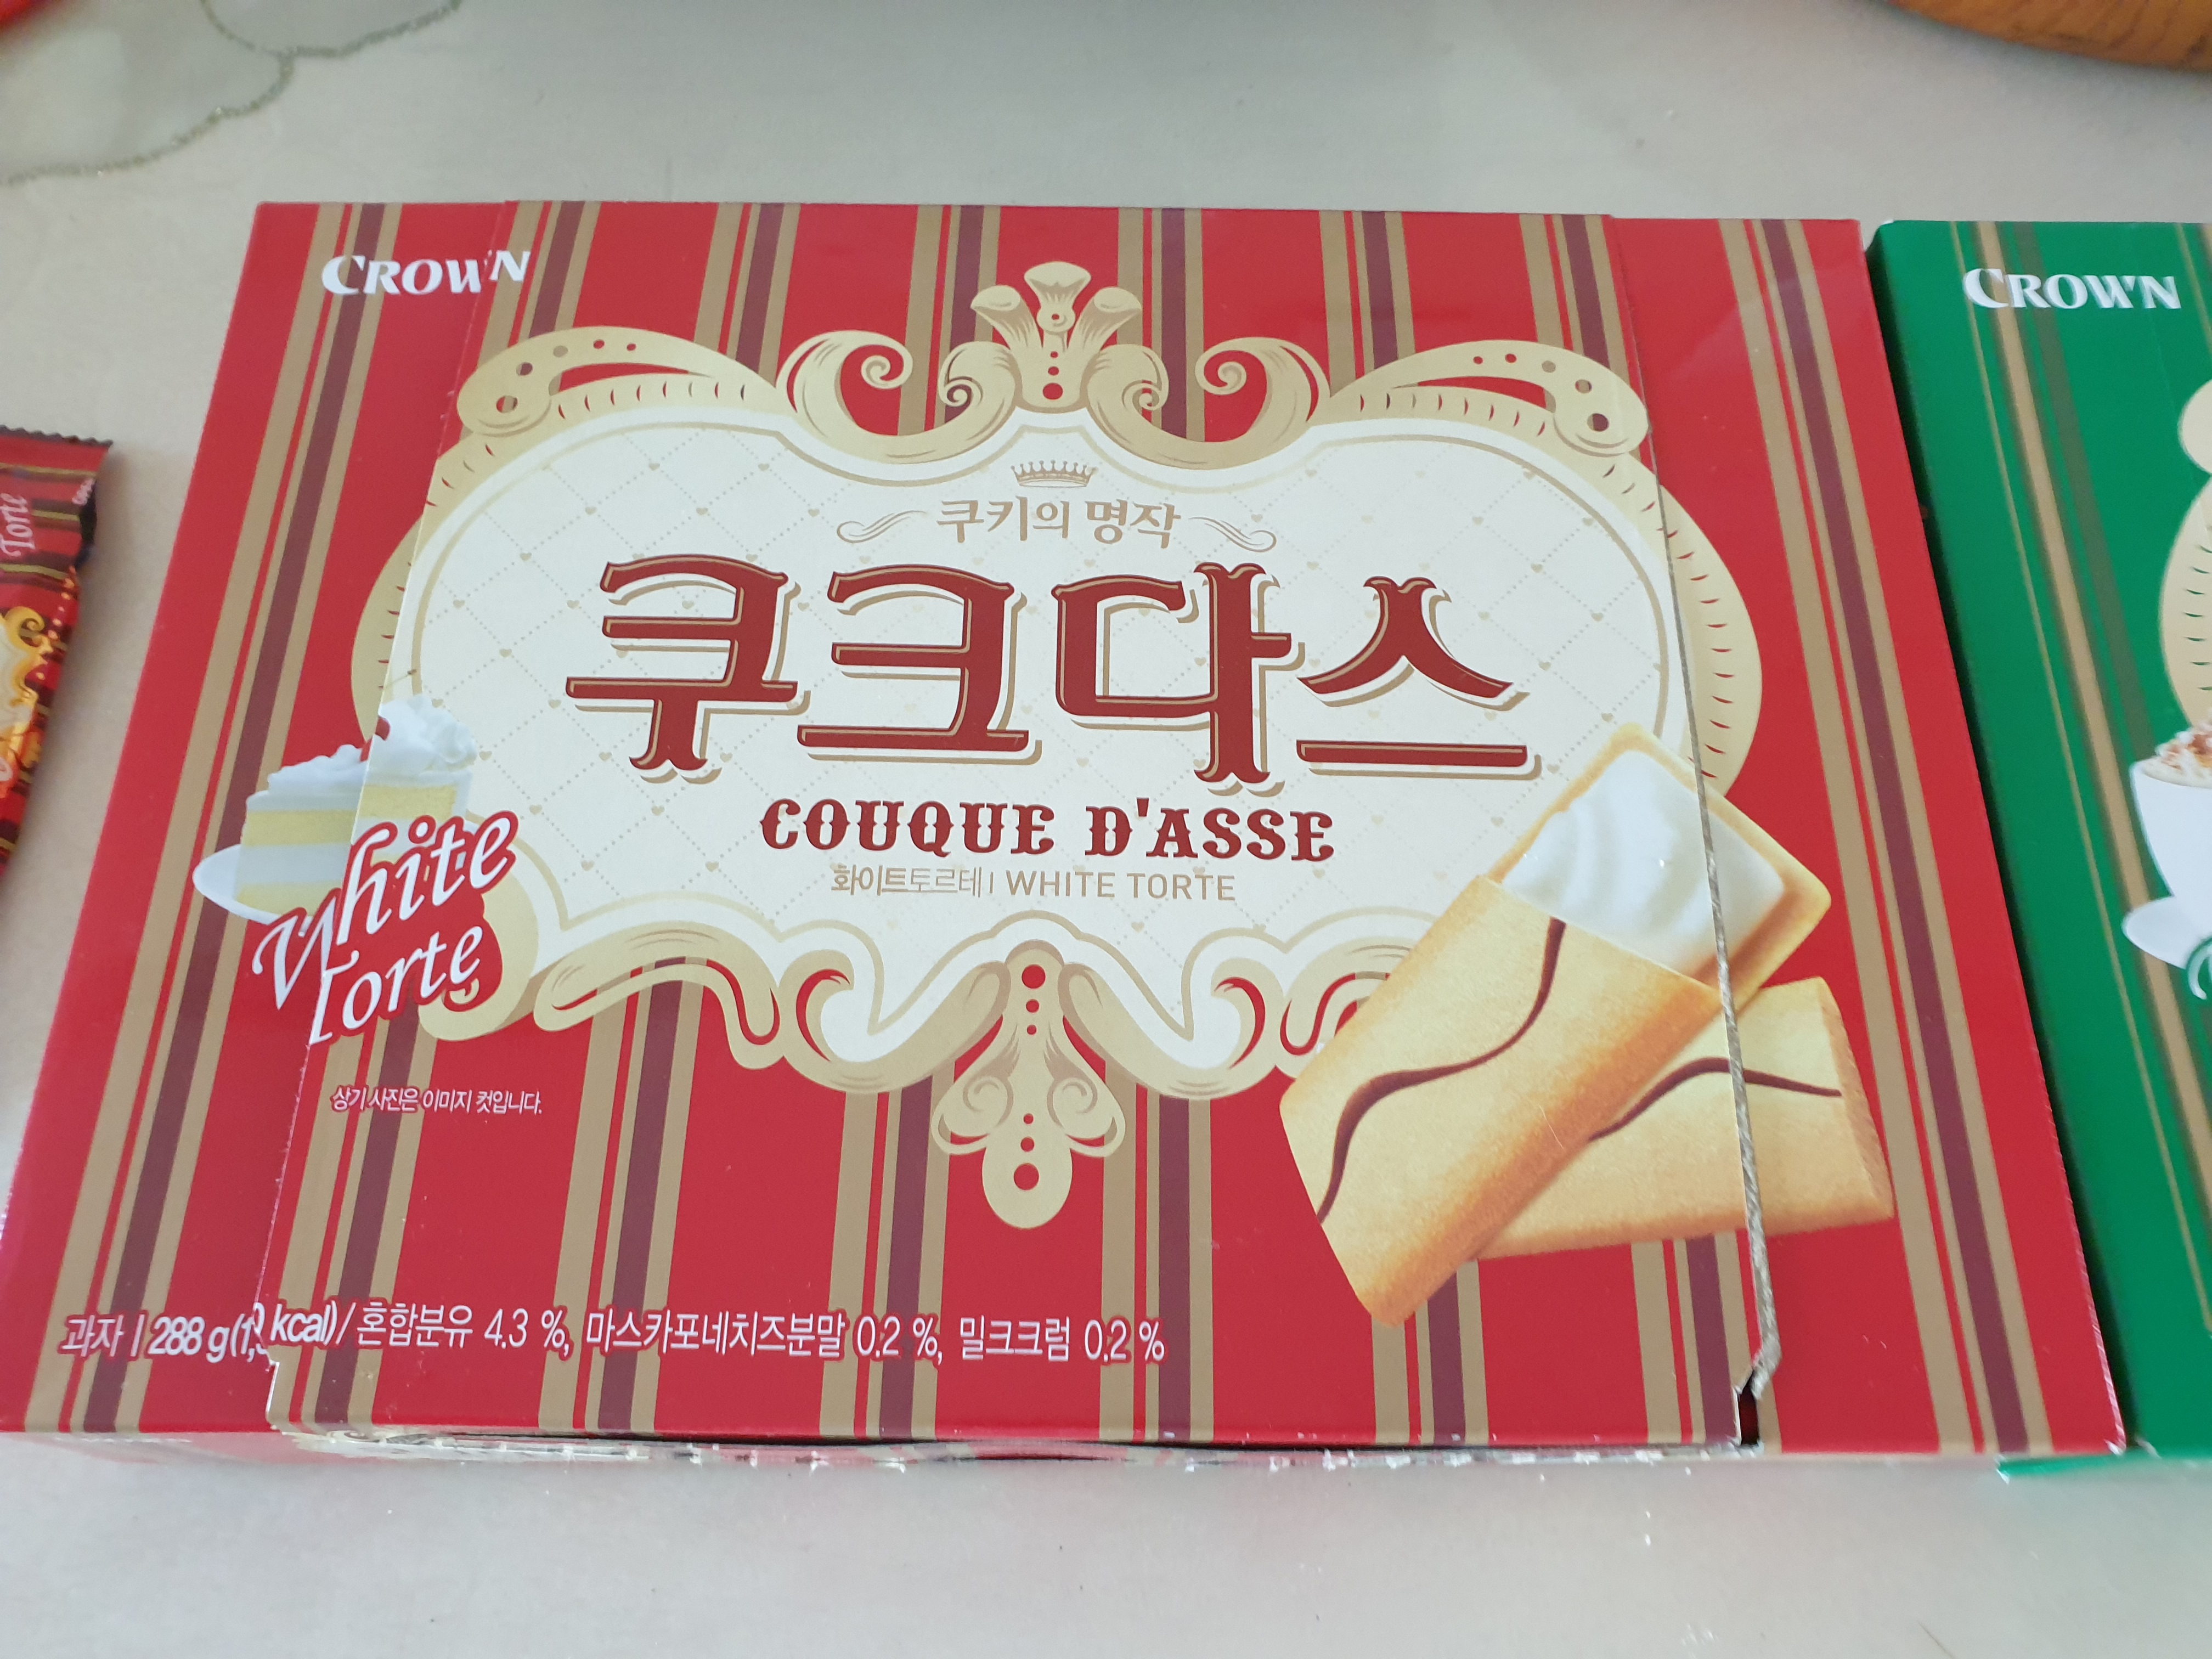 CROWN
CROWN
쿠키의 명작
쿠크다스
COUQUE D'ASSE
화이트토르테 | WHITE TORTE
White
Torte
Torte
상기 사진은 이미지 컷입니다.
과자 | 288 g(1, kcal) / 혼합분유 4.3 %, 마스카포네치즈분말 0.2 %, 밀크크럼 0.2 %